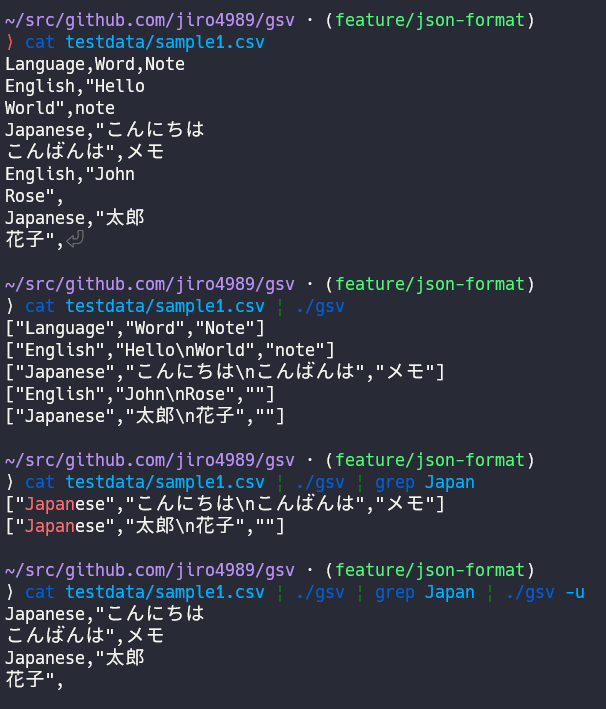 ~/src/github.com/jiro4989/gsv · (feature/json-format)
⟩ cat testdata/sample1.csv
Language,Word,Note
English,"Hello
World",note
Japanese,"こんにちは
こんばんは",メモ
English,"John
Rose",
Japanese,"太郎
花子",⏎

~/src/github.com/jiro4989/gsv · (feature/json-format)
⟩ cat testdata/sample1.csv ¦ ./gsv
["Language","Word","Note"]
["English","Hello\nWorld","note"]
["Japanese","こんにちは\nこんばんは","メモ"]
["English","John\nRose",""]
["Japanese","太郎\n花子",""]

~/src/github.com/jiro4989/gsv · (feature/json-format)
⟩ cat testdata/sample1.csv ¦ ./gsv ¦ grep Japan
["Japanese","こんにちは\nこんばんは","メモ"]
["Japanese","太郎\n花子",""]

~/src/github.com/jiro4989/gsv · (feature/json-format)
⟩ cat testdata/sample1.csv ¦ ./gsv ¦ grep Japan ¦ ./gsv -u
Japanese,"こんにちは
こんばんは",メモ
Japanese,"太郎
花子",